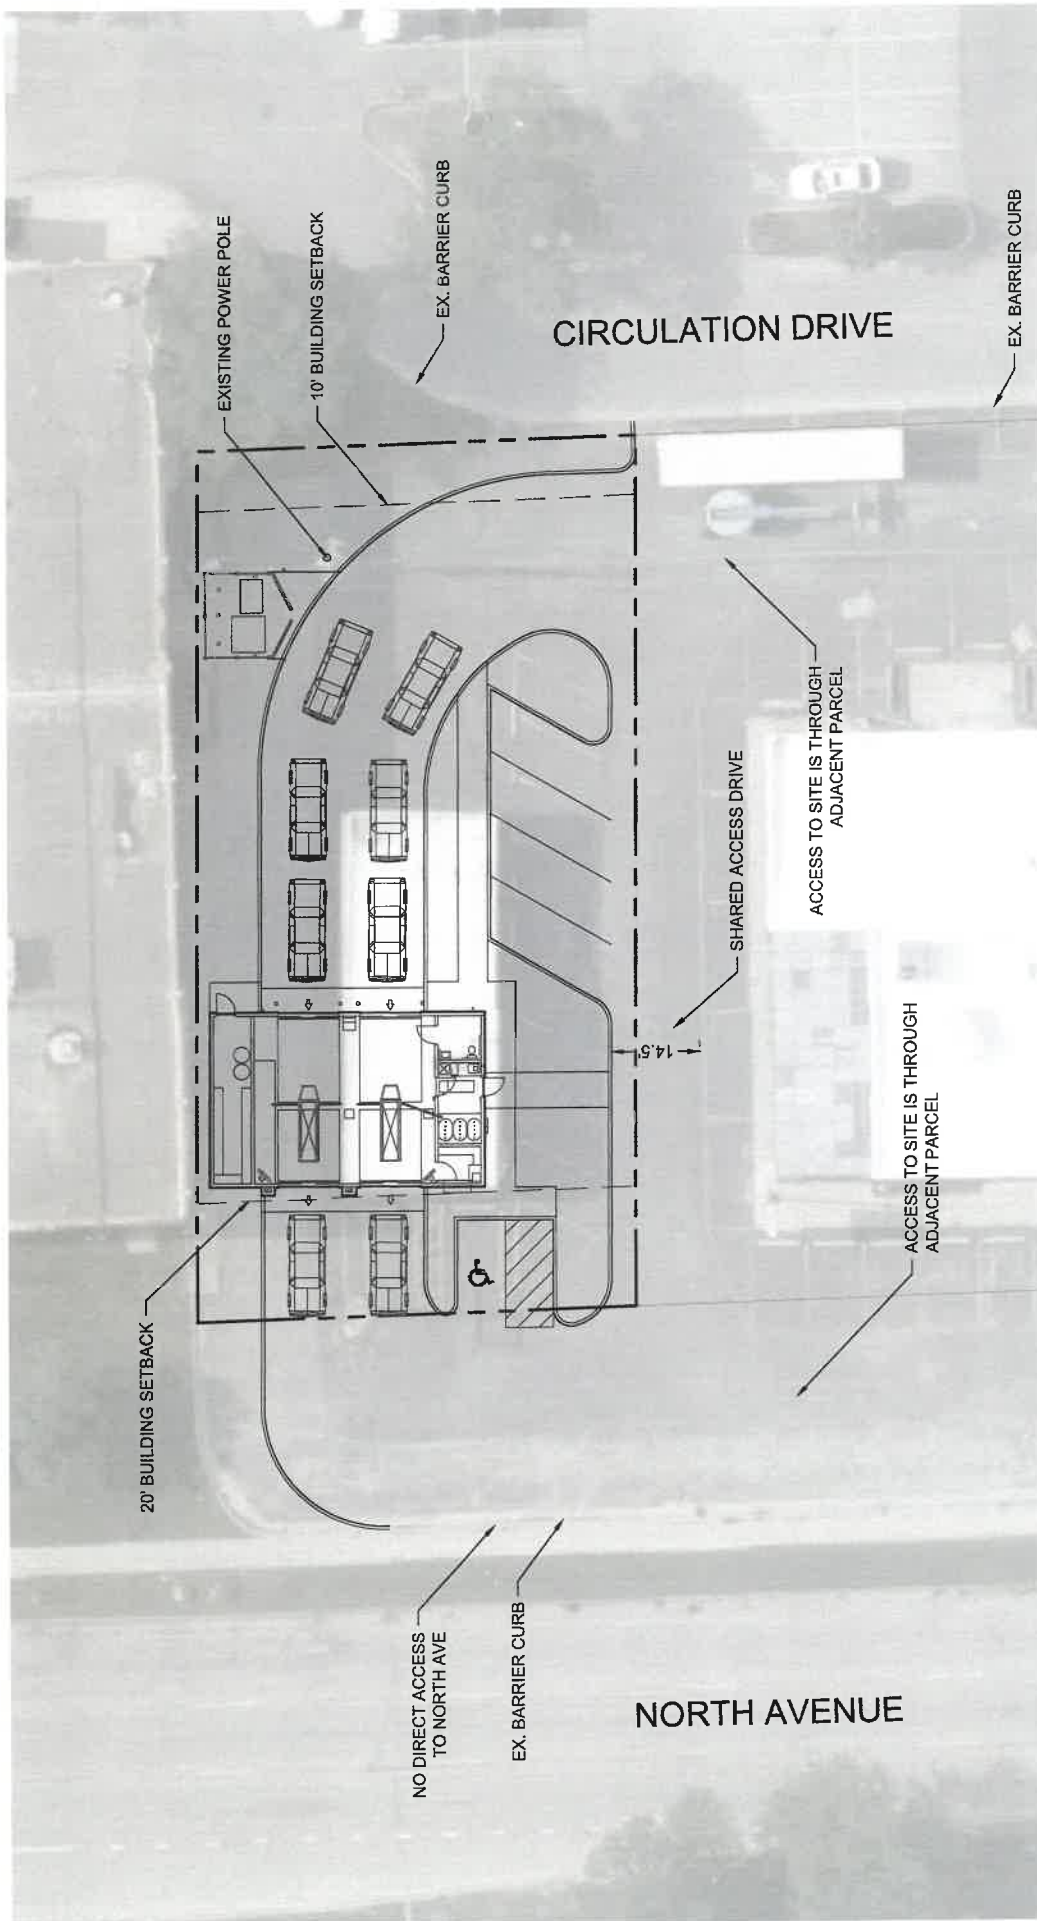 EXISTING POWER POLE
10' BUILDING SETBACK
EX. BARRIER CURB
CIRCULATION DRIVE
EX. BARRIER CURB
ACCESS TO SITE IS THROUGH
ADJACENT PARCEL
SHARED ACCESS DRIVE
14.5'
ACCESS TO SITE IS THROUGH
ADJACENT PARCEL
20' BUILDING SETBACK
NO DIRECT ACCESS
TO NORTH AVE
EX. BARRIER CURB
NORTH AVENUE